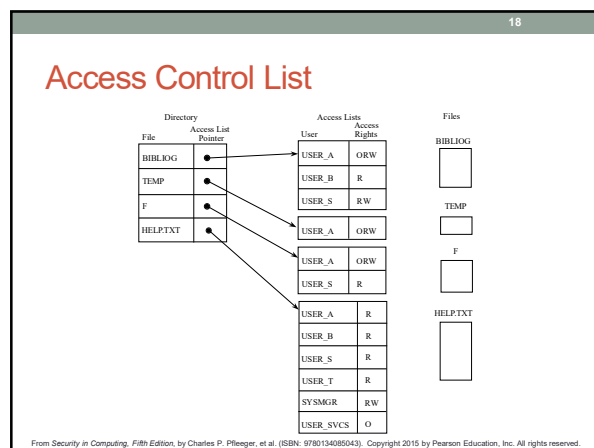 18
Access Control List
Directory
File
Access List
Pointer
BIBLIOG
TEMP
F
HELP.TXT
Access Lists
User
Access
Rights
USER_A ORW
USER_B R
USER_S RW
USER_A ORW
USER_A ORW
USER_S R
USER_A R
USER_B R
USER_S R
USER_T R
SYSMGR RW
USER_SVCS O
Files
BIBLIOG
TEMP
F
HELP.TXT
From Security in Computing, Fifth Edition, by Charles P. Pfleeger, et al. (ISBN: 9780134085043). Copyright 2015 by Pearson Education, Inc. All rights reserved.